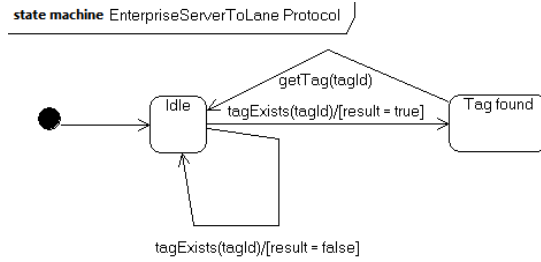 state machine EnterpriseServerToLane Protocol
getTag(tagId)
Idle
tagExists(tagId)/[result = true]
Tag found
tagExists(tagId)/[result = false]